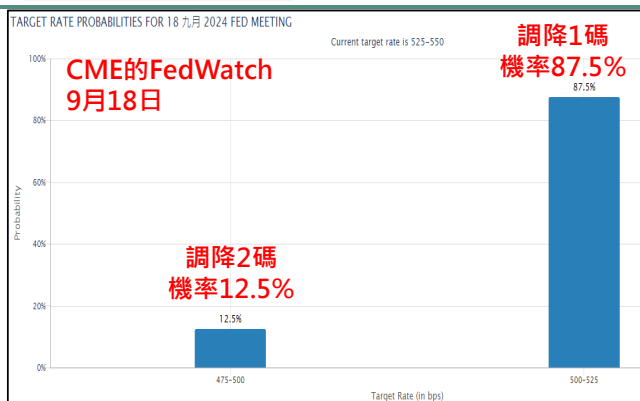 TARGET RATE PROBABILITIES FOR 18 九月 2024 FED MEETING
Current target rate is 525-550
CME的FedWatch
9月18日
調降1碼
機率87.5%
87.5%
調降2碼
機率12.5%
12.5%
100%
80%
60%
40%
20%
0%
Probability
475-500
500-525
Target Rate (in bps)